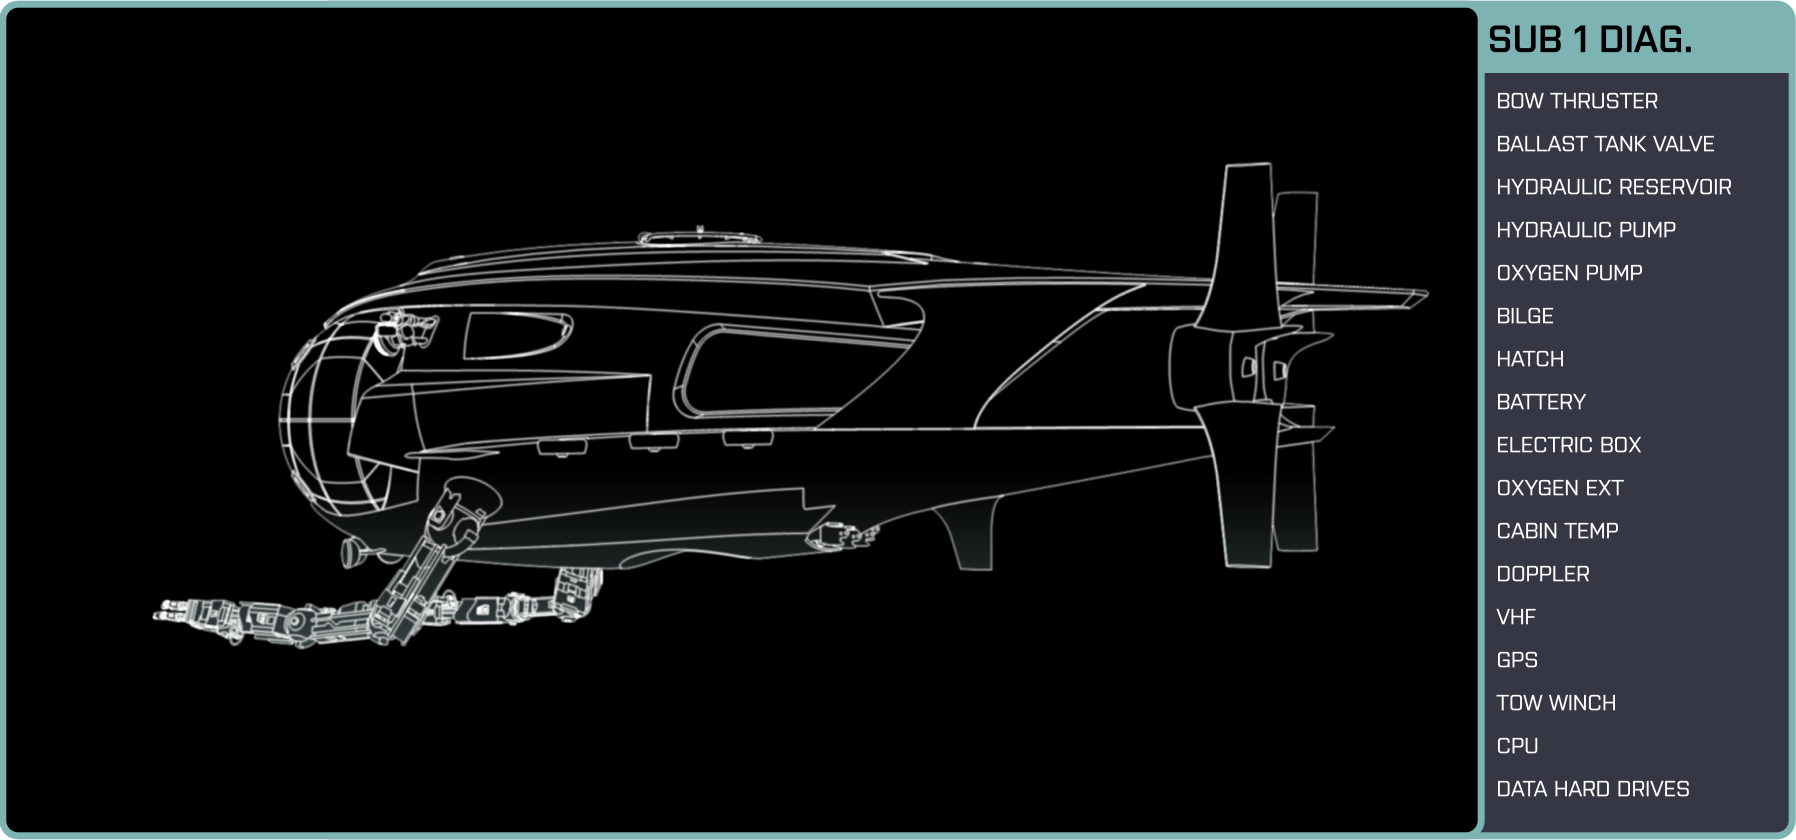 SUB 1 DIAG.
BOW THRUSTER
BALLAST TANK VALVE
HYDRAULIC RESERVOIR
HYDRAULIC PUMP
OXYGEN PUMP
BILGE
HATCH
BATTERY
ELECTRIC BOX
OXYGEN EXT
CABIN TEMP
DOPPLER
VHF
GPS
TOW WINCH
CPU
DATA HARD DRIVES